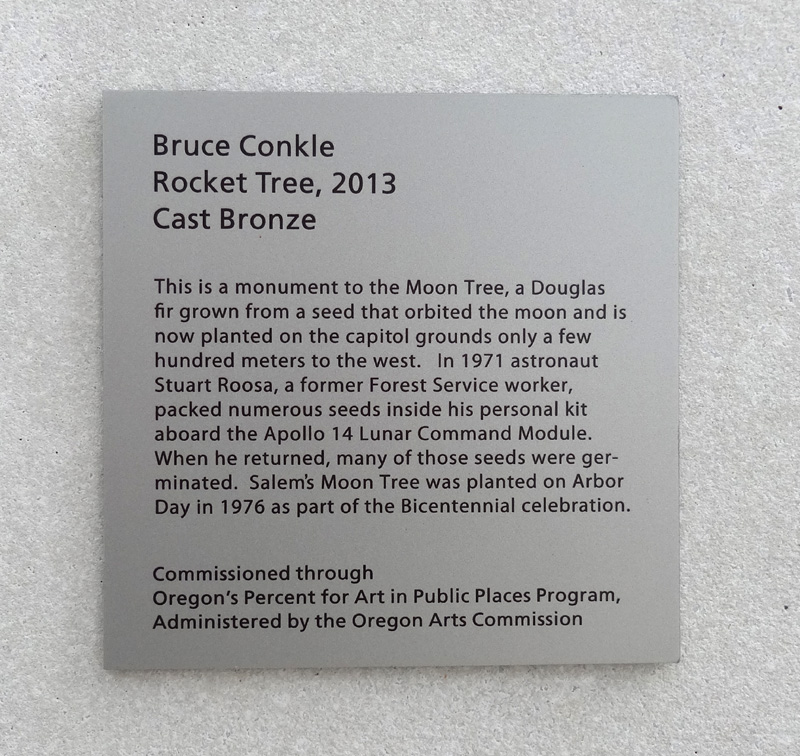 Bruce Conkle
Rocket Tree, 2013
Cast Bronze
This is a monument to the Moon Tree, a Douglas
fir grown from a seed that orbited the moon and is
now planted on the capitol grounds only a few
hundred meters to the west.  In 1971 astronaut
Stuart Roosa, a former Forest Service worker,
packed numerous seeds inside his personal kit
aboard the Apollo 14 Lunar Command Module.
When he returned, many of those seeds were ger-
minated.  Salem's Moon Tree was planted on Arbor
Day in 1976 as part of the Bicentennial celebration.
Commissioned through
Oregon's Percent for Art in Public Places Program,
Administered by the Oregon Arts Commission